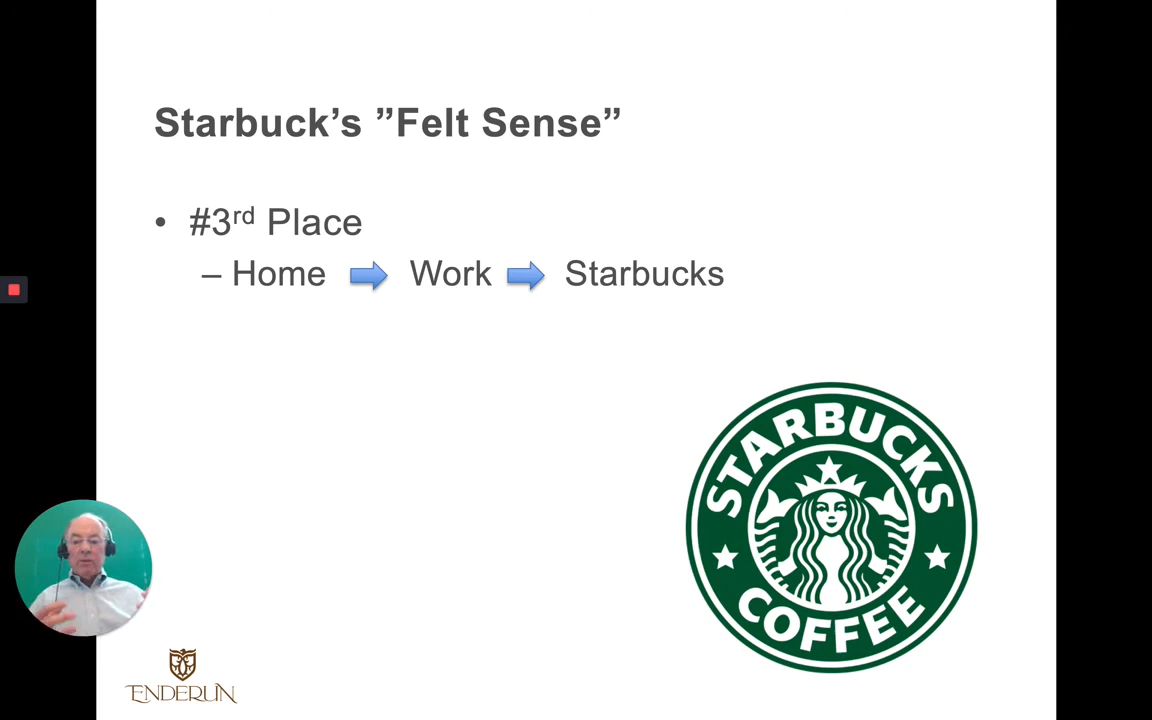 Starbuck’s ”Felt Sense”
• #3rd Place
– Home Work Starbucks
STARBUCKS
COFFEE
ENDERUN